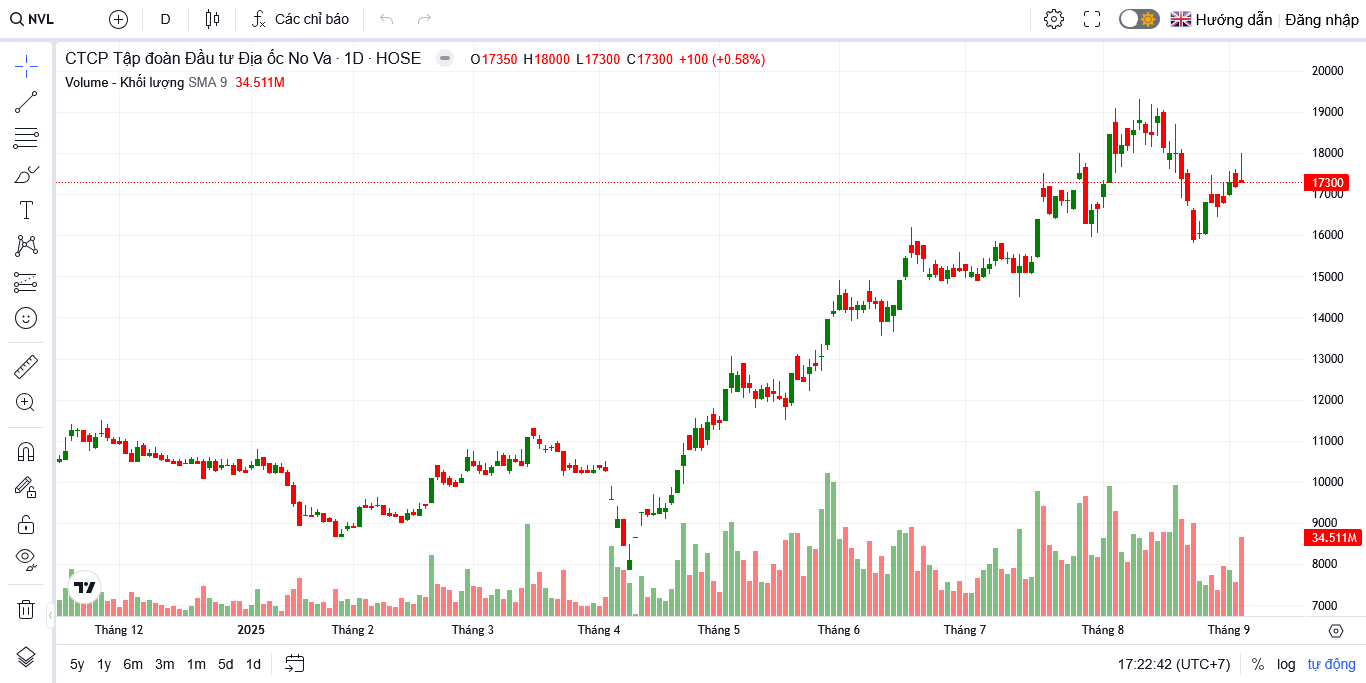 NVL D Các chỉ báo Hướng dẫn Đăng nhập
CTCP Tập đoàn Đầu tư Địa ốc No Va · 1D · HOSE O17350 H18000 L17300 C17300 +100 (+0.58%)
Volume - Khối lượng SMA 9 34.511M
20000
19000
18000
17300
17000
16000
15000
14000
13000
12000
11000
10000
9000
34.511M
8000
7000
Tháng 12 2025 Tháng 2 Tháng 3 Tháng 4 Tháng 5 Tháng 6 Tháng 7 Tháng 8 Tháng 9
5y 1y 6m 3m 1m 5d 1d 17:22:42 (UTC+7) % log tự động